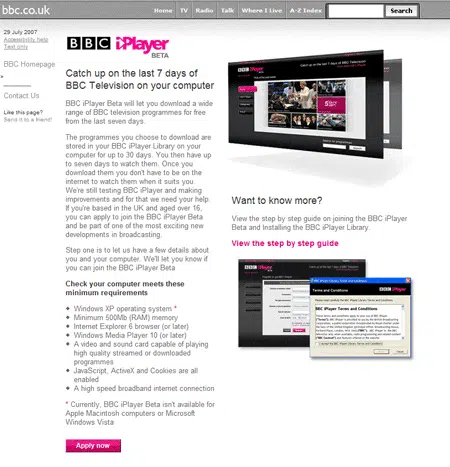 bbc.co.uk
Home TV Radio Talk Where I Live A-Z Index Search
29 July 2007
Accessibility help
Text only
BBC Homepage
Contact Us
Like this page?
Send it to a friend!
BBC iPlayer
BETA
Catch up on the last 7 days of
BBC Television on your computer
BBC iPlayer Beta will let you download a wide
range of BBC television programmes for free
from the last seven days.
The programmes you choose to download are
stored in your BBC iPlayer Library on your
computer for up to 30 days. You then have up
to seven days to watch them. Once you
download them you don't have to be on the
internet to watch them when it suits you.
We're still testing BBC iPlayer and making
improvements and for that we need your help.
If you're based in the UK and aged over 16,
you can apply to join the BBC iPlayer Beta
and be part of one of the most exciting new
developments in broadcasting.
Step one is to let us have a few details about
you and your computer. We'll let you know if
you can join the BBC iPlayer Beta
Check your computer meets these
minimum requirements
Windows XP operating system *
Minimum 500Mb (RAM) memory
Internet Explorer 6 browser (or later)
Windows Media Player 10 (or later)
A video and sound card capable of playing
high quality streamed or downloaded
programmes
JavaScript, ActiveX and Cookies are all
enabled
A high speed broadband internet connection
* Currently, BBC iPlayer Beta isn't available for
Apple Macintosh computers or Microsoft
Windows Vista
Apply now
BBC iPlayer
Want to know more?
View the step by step guide on joining the BBC iPlayer
Beta and Installing the BBC iPlayer Library.
View the step by step guide
BBC iPlayer
BBC iPlayer
Terms and Conditions
BBC iPlayer Terms and Conditions